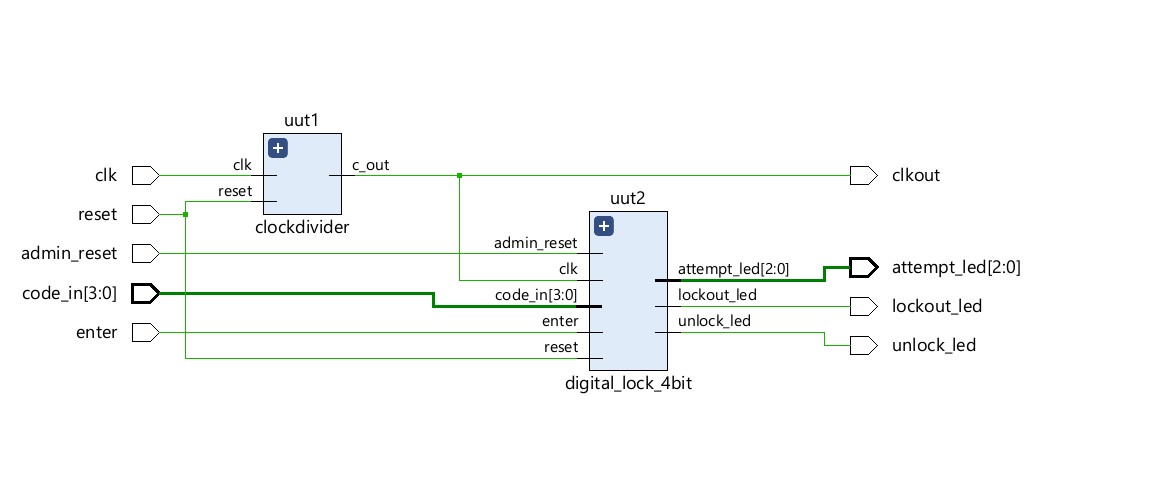 uut1
clk
clk
c_out
clkout
reset
reset
clockdivider
uut2
admin_reset
admin_reset
clk
attempt_led[2:0]
attempt_led[2:0]
code_in[3:0]
code_in[3:0]
lockout_led
lockout_led
enter
enter
unlock_led
unlock_led
reset
digital_lock_4bit